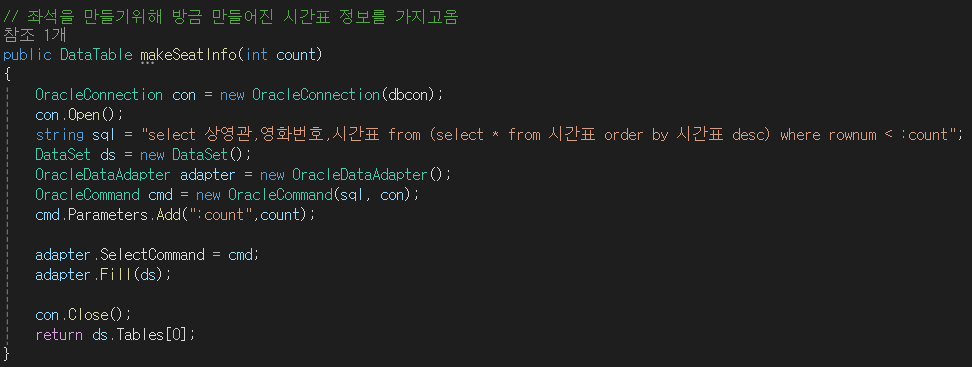 // 좌석을 만들기위해 방금 만들어진 시간표 정보를 가지고옴
참조 1개
public DataTable makeSeatInfo(int count)
{
OracleConnection con = new OracleConnection(dbcon);
con.Open();
string sql = "select 상영관,영화번호,시간표 from (select * from 시간표 order by 시간표 desc) where rownum < :count";
DataSet ds = new DataSet();
OracleDataAdapter adapter = new OracleDataAdapter();
OracleCommand cmd = new OracleCommand(sql, con);
cmd.Parameters.Add(":count",count);
adapter.SelectCommand = cmd;
adapter.Fill(ds);
con.Close();
return ds.Tables[0];
}